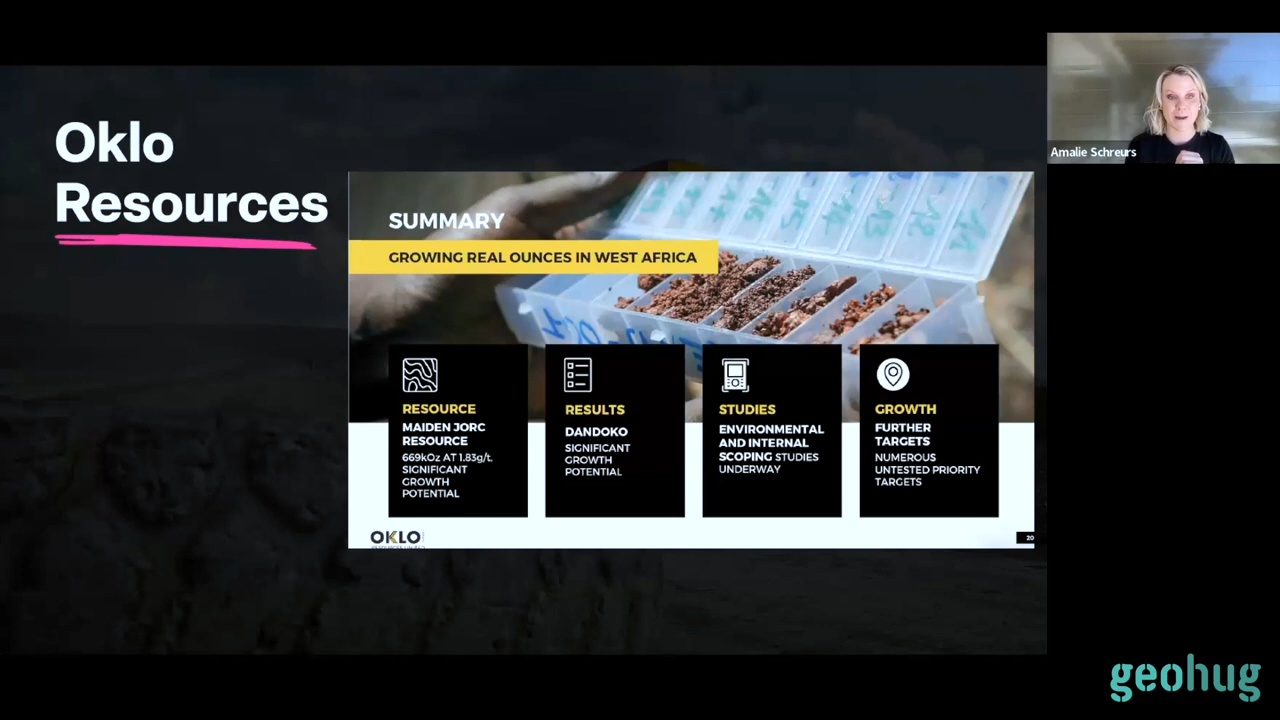 Oklo
Resources
Amalie Schreurs
SUMMARY
GROWING REAL OUNCES IN WEST AFRICA
RESOURCE
MAIDEN JORC
RESOURCE
669kOz AT 1.83g/t.
SIGNIFICANT
GROWTH
POTENTIAL
RESULTS
DANDOKO
SIGNIFICANT
GROWTH
POTENTIAL
STUDIES
ENVIRONMENTAL
AND INTERNAL
SCOPING STUDIES
UNDERWAY
GROWTH
FURTHER
TARGETS
NUMEROUS
UNTESTED PRIORITY
TARGETS
OKLO
20
geohug